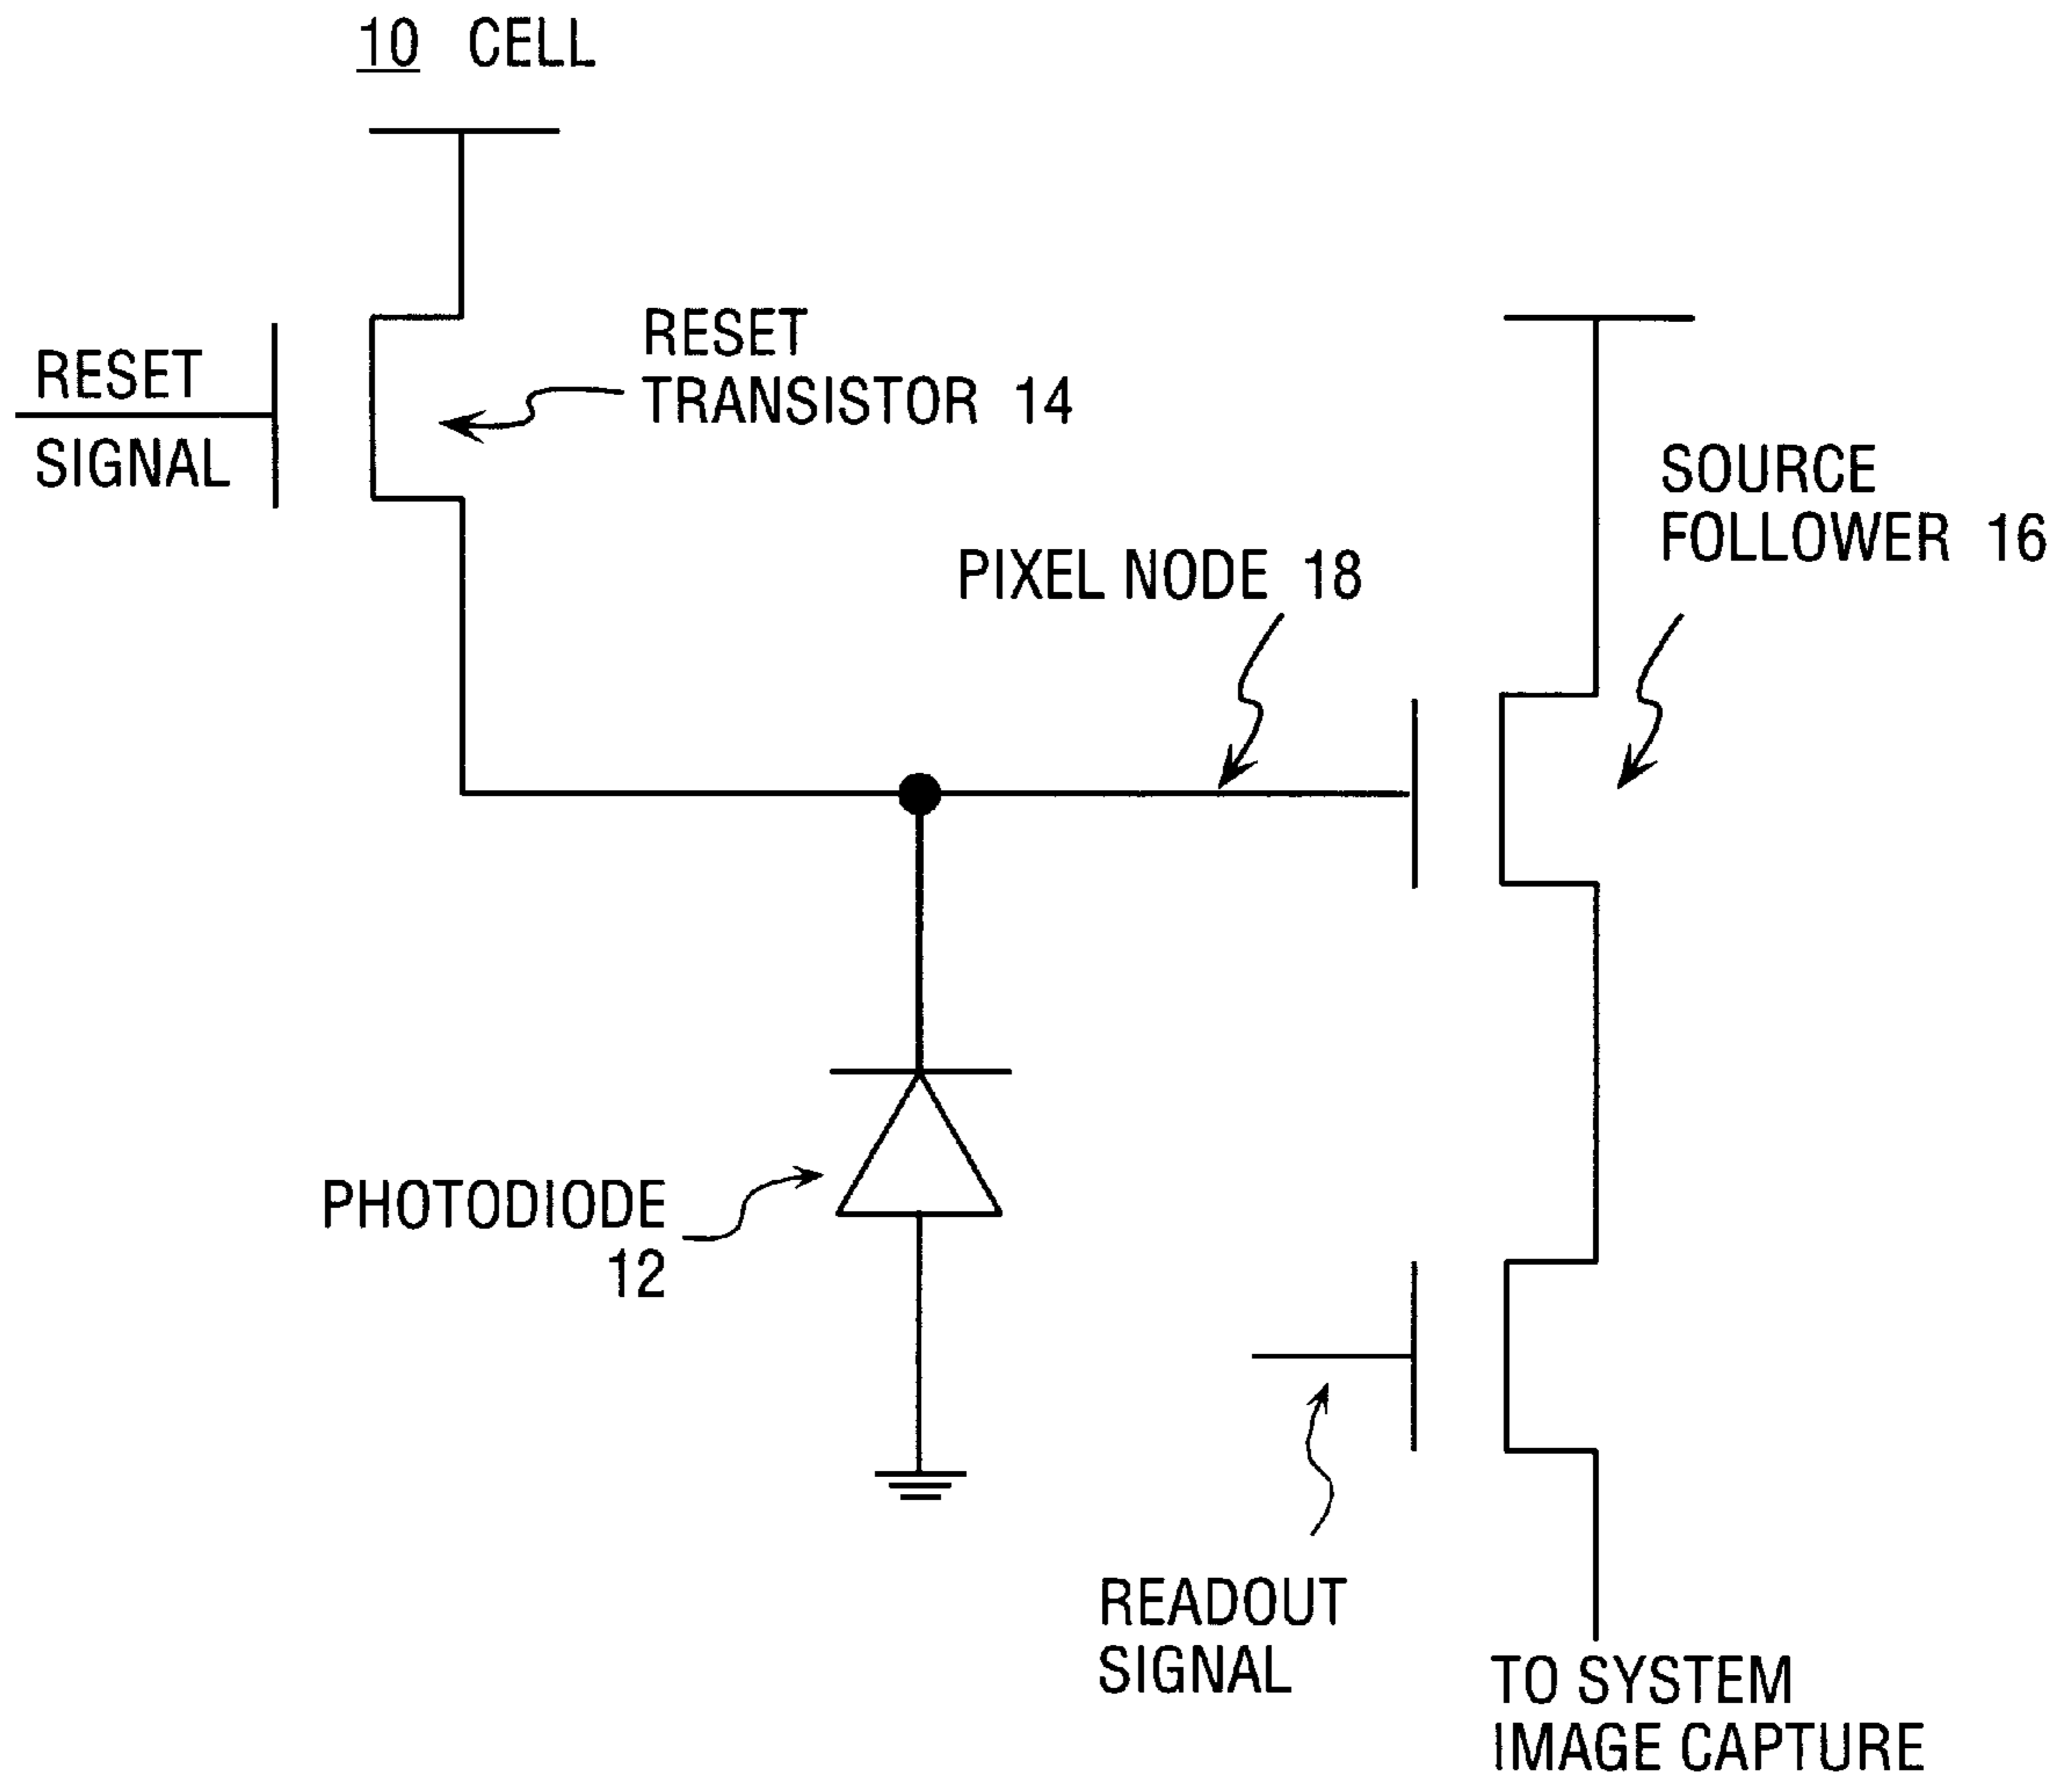 10 CELL
RESET
SIGNAL
RESET
TRANSISTOR 14
SOURCE
FOLLOWER 16
PIXEL NODE 18
PHOTODIODE
12
READOUT
SIGNAL
TO SYSTEM
IMAGE CAPTURE